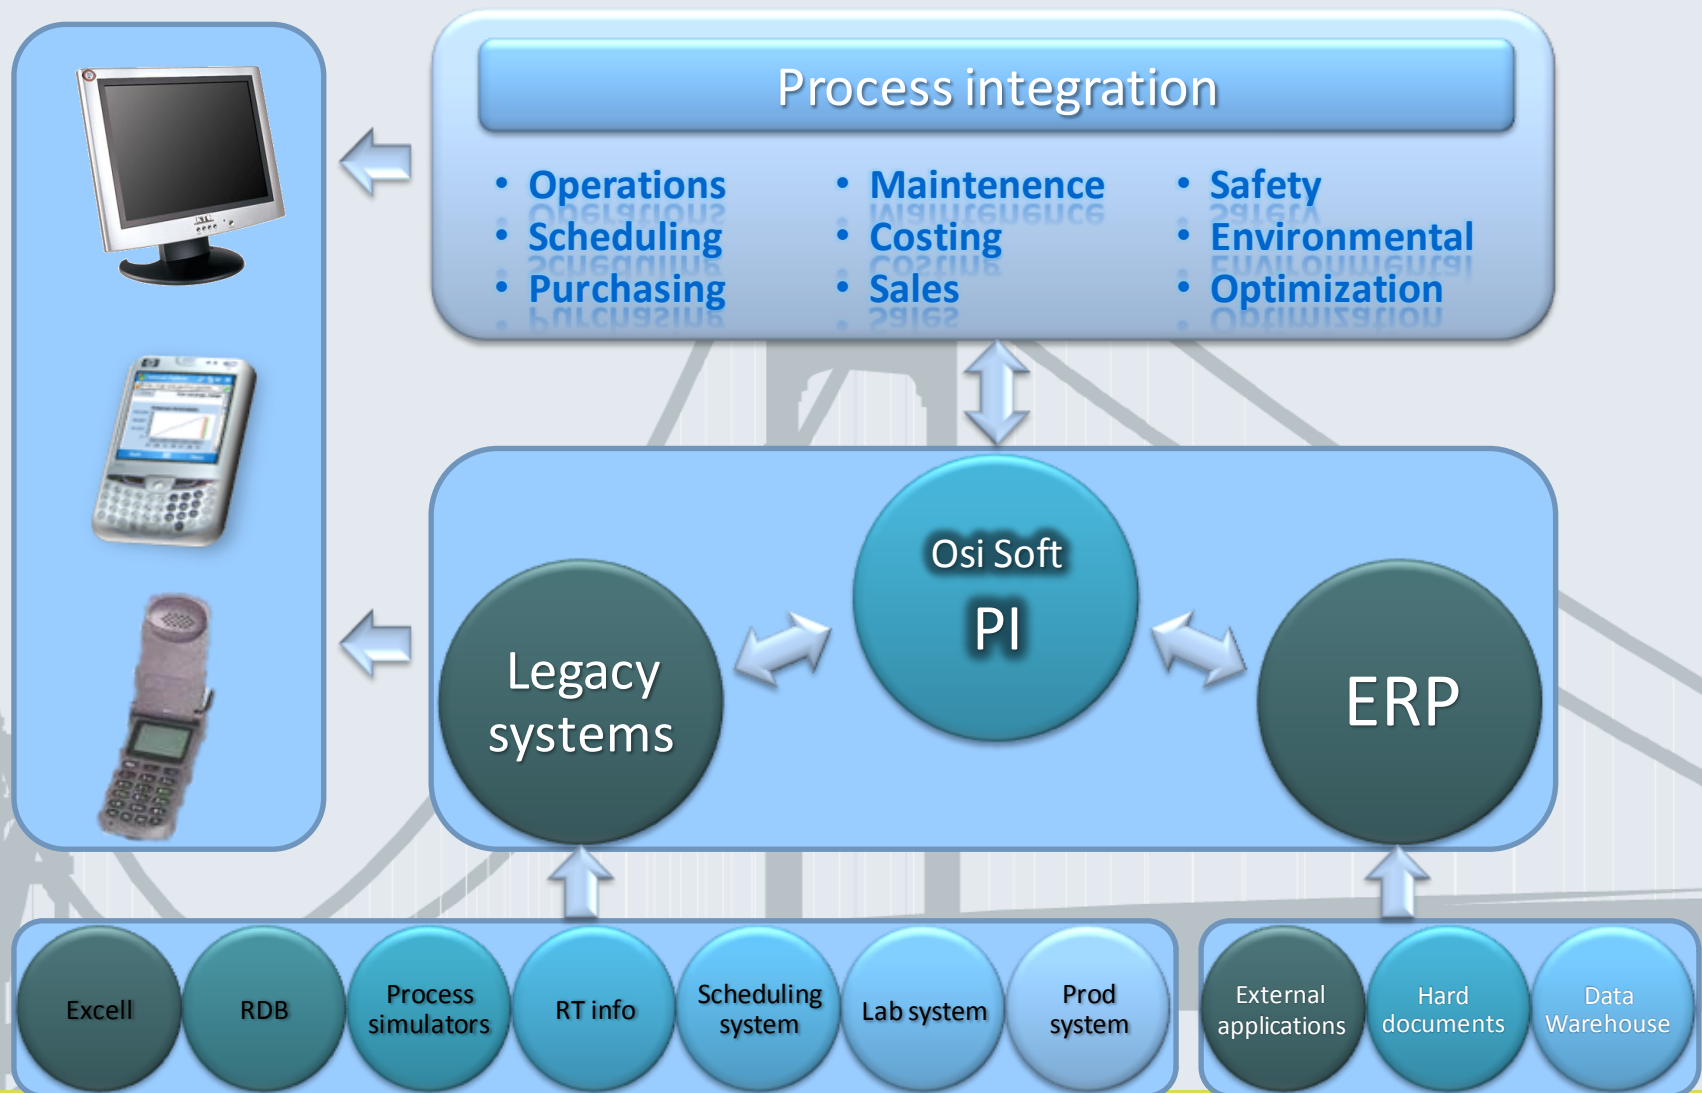 Process integration
• Operations
• Scheduling
• Purchasing
• Maintenence
• Costing
• Sales
• Safety
• Environmental
• Optimization
Osi Soft
PI
Legacy
systems
ERP
Excell
RDB
Process
simulators
RT info
Scheduling
system
Lab system
Prod
system
External
applications
Hard
documents
Data
Warehouse